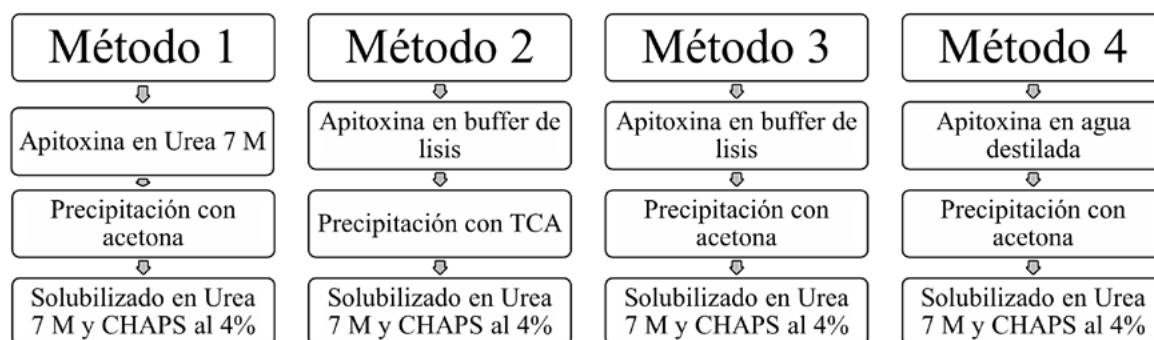 Método 1
Apitoxina en Urea 7 M
Precipitación con
acetona
Solubilizado en Urea
7 M y CHAPS al 4%
Método 2
Apitoxina en buffer de
lisis
Precipitación con TCA
Solubilizado en Urea
7 M y CHAPS al 4%
Método 3
Apitoxina en buffer de
lisis
Precipitación con
acetona
Solubilizado en Urea
7 M y CHAPS al 4%
Método 4
Apitoxina en agua
destilada
Precipitación con
acetona
Solubilizado en Urea
7 M y CHAPS al 4%